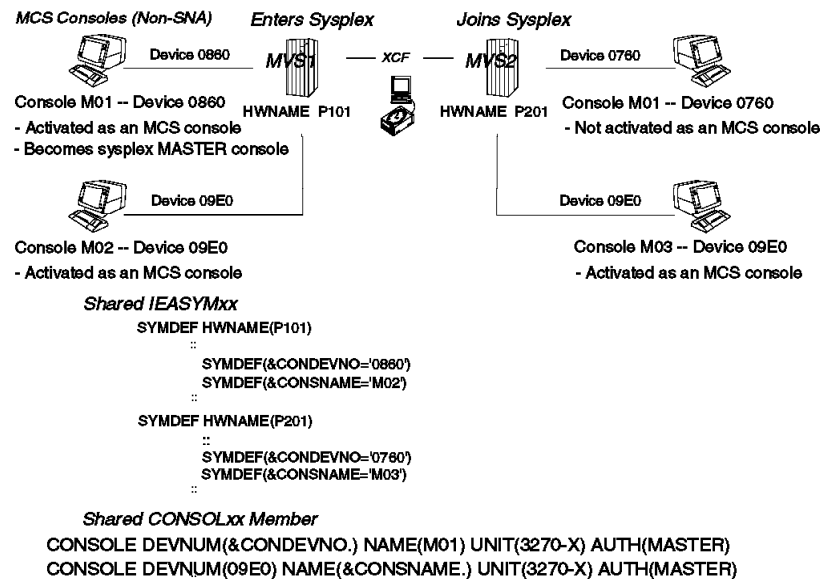 MCS Consoles (Non-SNA) Enters Sysplex Joins Sysplex
Device 0860 MVS1 XCF MVS2 Device 0760
HWNAME P101 HWNAME P201
Console M01 -- Device 0860 Console M01 -- Device 0760
- Activated as an MCS console - Not activated as an MCS console
- Becomes sysplex MASTER console
Device 09E0 Device 09E0
Console M02 -- Device 09E0 Console M03 -- Device 09E0
- Activated as an MCS console - Activated as an MCS console
Shared IEASYMxx
SYMDEF HWNAME(P101)
::
SYMDEF(&CONDEVNO='0860')
SYMDEF(&CONSNAME='M02')
::
SYMDEF HWNAME(P201)
::
SYMDEF(&CONDEVNO='0760')
SYMDEF(&CONSNAME='M03')
::
Shared CONSOLxx Member
CONSOLE DEVNUM(&CONDEVNO.) NAME(M01) UNIT(3270-X) AUTH(MASTER)
CONSOLE DEVNUM(09E0) NAME(&CONSNAME.) UNIT(3270-X) AUTH(MASTER)